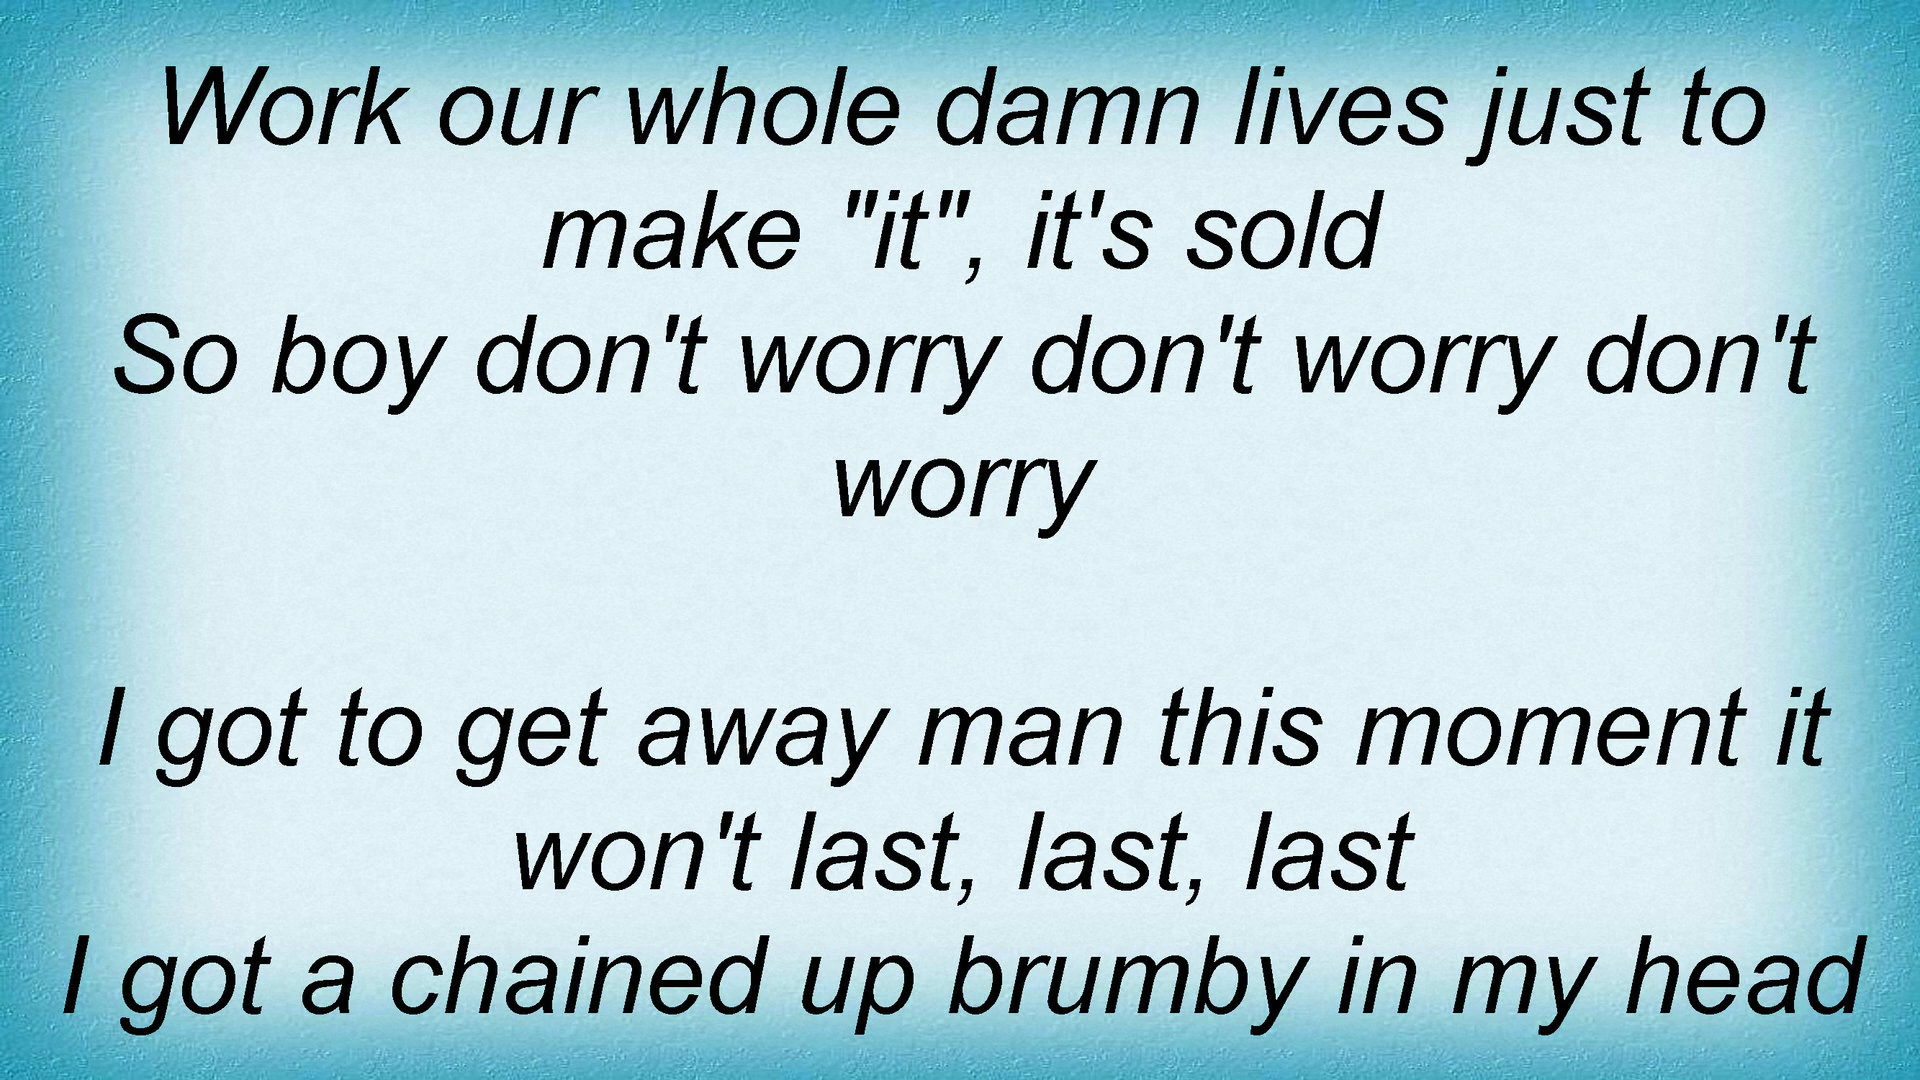 Work our whole damn lives just to
make "it", it's sold
So boy don't worry don't worry don't
worry
I got to get away man this moment it
won't last, last, last
I got a chained up brumby in my head